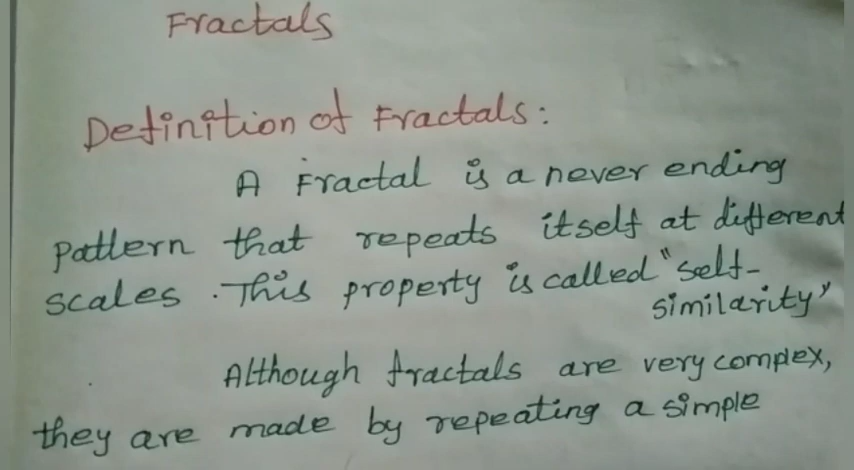 Fractals
Definition of Fractals:
A Fractal is a never ending
pattern that repeats itself at different
scales. This property is called "self-
similarity"
Although fractals are very complex,
they are made by repeating a simple